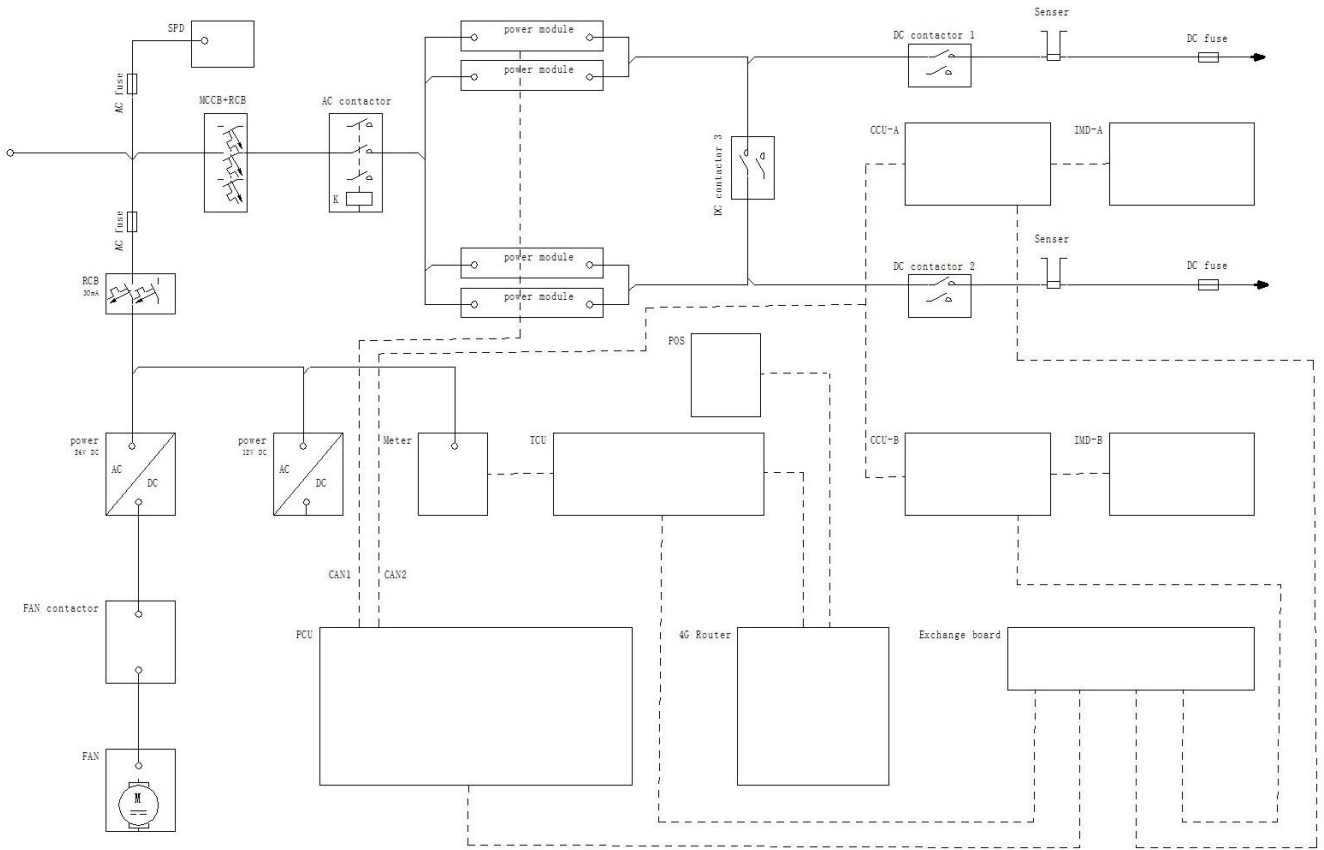 SPD
AC fuse
MCCB+RCB
AC contactor
K
AC fuse
RCB
30mA
power module
power module
power module
power module
DC contactor 3
DC contactor 1
Senser
DC fuse
CCU-A
IMD-A
DC contactor 2
Senser
DC fuse
POS
power
24V DC
AC
DC
power
12V DC
AC
DC
Meter
TCU
CCU-B
IMD-B
CAN1
CAN2
FAN contactor
PCU
4G Router
Exchange board
FAN
M